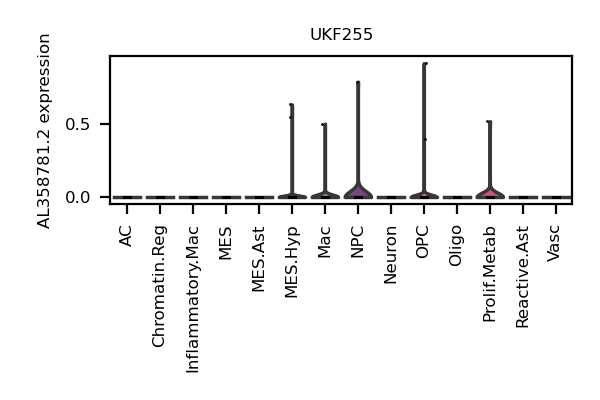 UKF255
AL358781.2 expression
0.5
0.0
AC
Chromatin.Reg
Inflammatory.Mac
MES
MES.Ast
MES.Hyp
Mac
NPC
Neuron
OPC
Oligo
Prolif.Metab
Reactive.Ast
Vasc